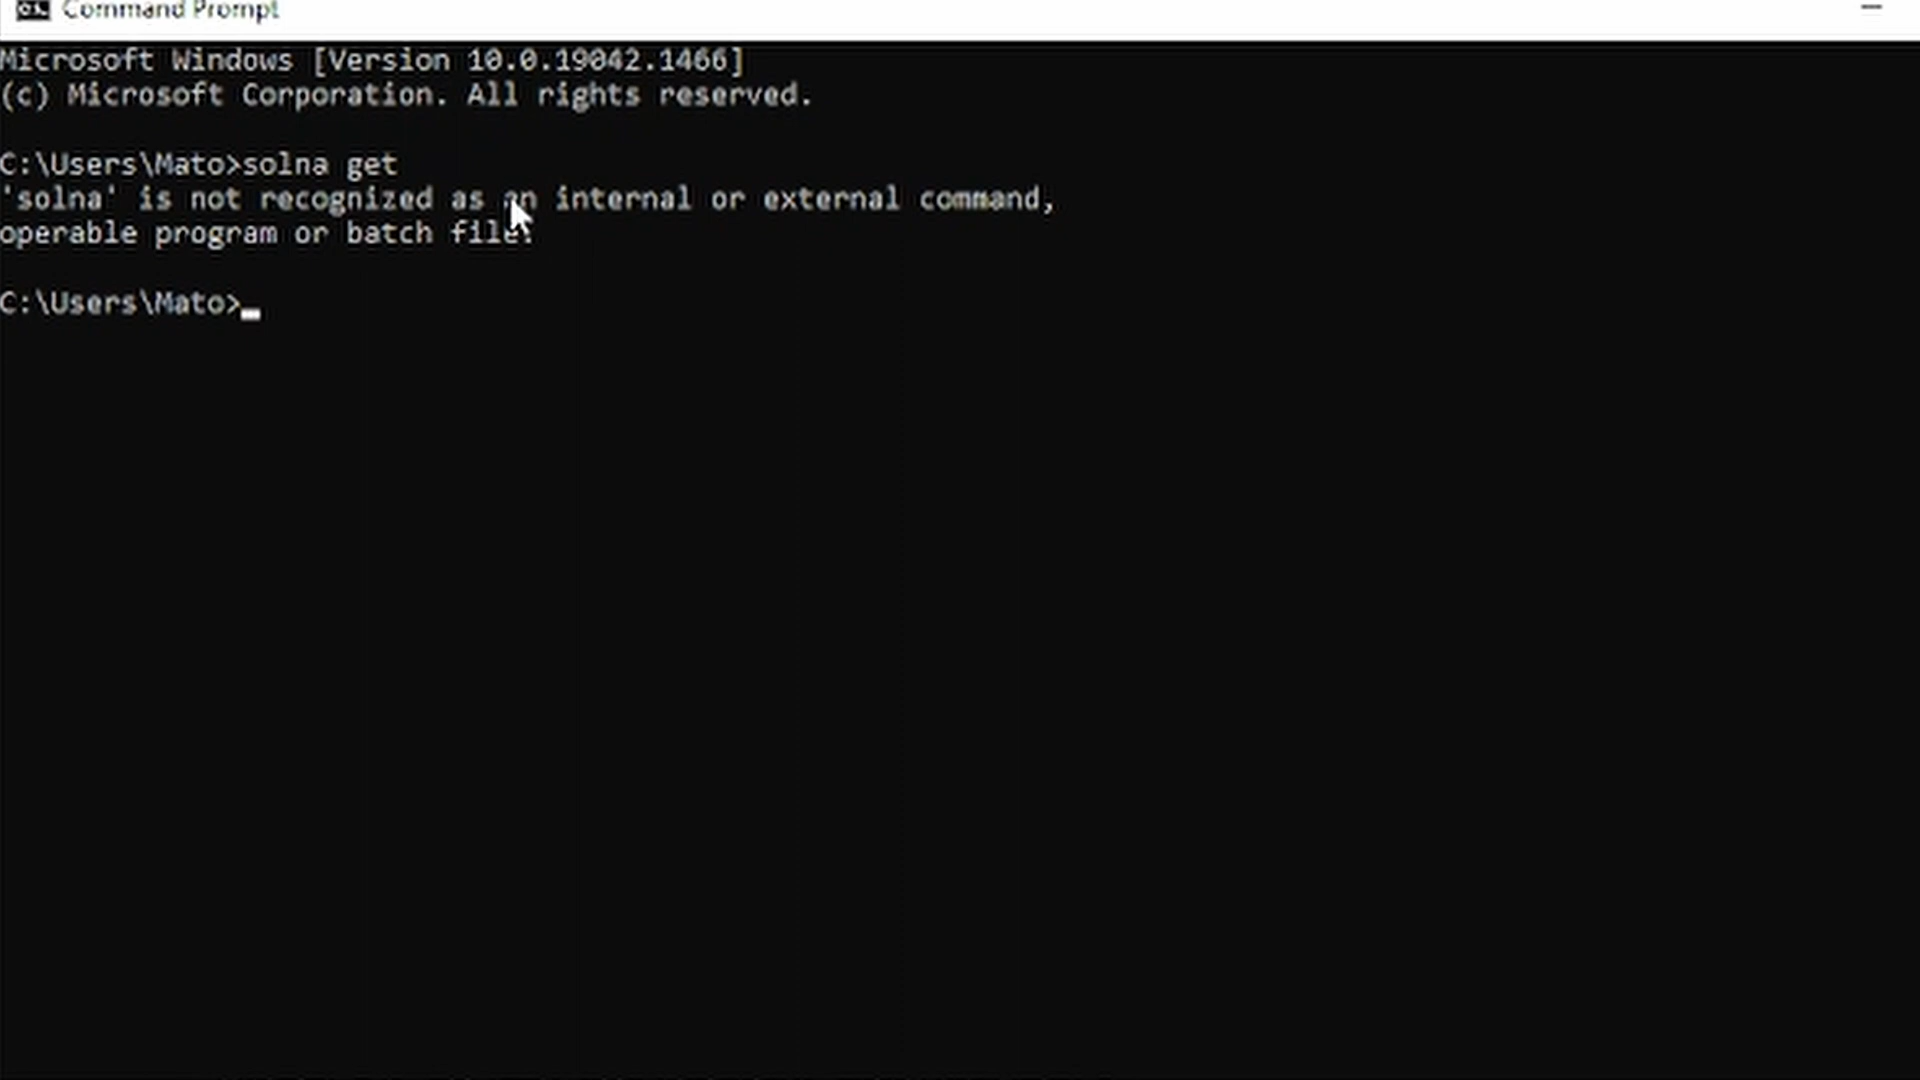 Command Prompt
Microsoft Windows [Version 10.0.19042.1466]
(c) Microsoft Corporation. All rights reserved.
C:\Users\Mato>solna get
'solna' is not recognized as an internal or external command,
operable program or batch file.
C:\Users\Mato>